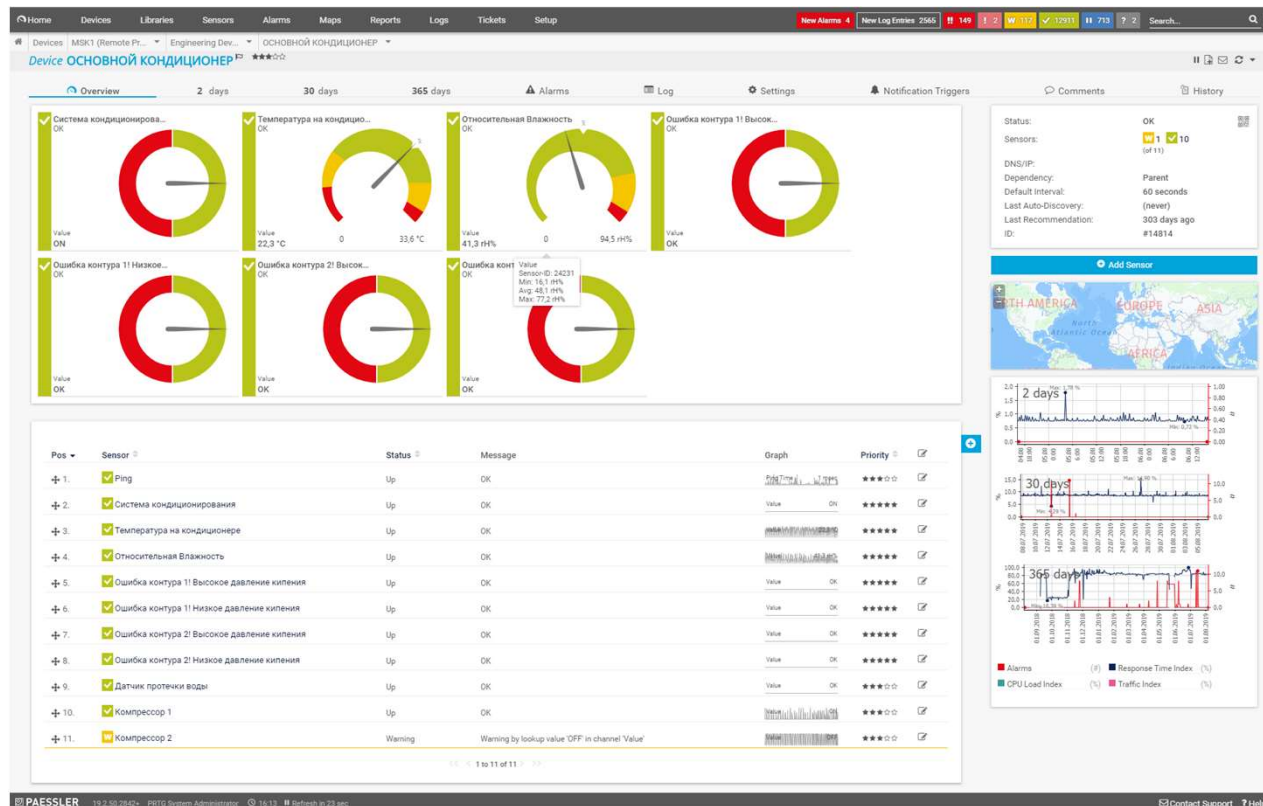 Home Devices Libraries Sensors Alarms Maps Reports Logs Tickets Setup New Alarms 4 New Log Entries 2565 !! 149 ! 2 W 117 12911 713 ? 2 Search...
Devices MSK1 (Remote Pr... Engineering Dev... ОСНОВНОЙ КОНДИЦИОНЕР
Device ОСНОВНОЙ КОНДИЦИОНЕР
Overview 2 days 30 days 365 days Alarms Log Settings Notification Triggers Comments History
Система кондиционирова...
OK
Value
ON
Температура на кондицио...
OK
Value
22,3 °C 0 33,6 °C
Относительная Влажность
OK
Value
41,3 rH% 0 94,5 rH%
Ошибка контура 1! Высок...
OK
Value
OK
Ошибка контура 1! Низкое...
OK
Value
OK
Ошибка контура 2! Высок...
OK
Value
OK
Ошибка конт
OK
Value
OK
Value
Sensor-ID: 24231
Min: 16,1 rH%
Avg: 48,1 rH%
Max: 77,2 rH%
Status: OK
Sensors: W 1 10
(of 11)
DNS/IP:
Dependency: Parent
Default Interval: 60 seconds
Last Auto-Discovery: (never)
Last Recommendation: 303 days ago
ID: #14814
Add Sensor
NORTH AMERICA EUROPE ASIA
North
Atlantic Ocean
AFRICA
2 days
Max: 1,78 %
30 days
365 days
Alarms (#) Response Time Index (%)
CPU Load Index (%) Traffic Index (%)
Pos Sensor Status Message Graph Priority
1. Ping Up OK
2. Система кондиционирования Up OK Value ON
3. Температура на кондиционере Up OK
4. Относительная Влажность Up OK
5. Ошибка контура 1! Высокое давление кипения Up OK Value OK
6. Ошибка контура 1! Низкое давление кипения Up OK Value OK
7. Ошибка контура 2! Высокое давление кипения Up OK Value OK
8. Ошибка контура 2! Низкое давление кипения Up OK Value OK
9. Датчик протечки воды Up OK Value OK
10. Компрессор 1 Up OK
11. W Компрессор 2 Warning Warning by lookup value 'OFF' in channel 'Value'
<< < 1 to 11 of 11 > >>
PAESSLER 19.2.50.2842+ PRTG System Administrator 16:13 Refresh in 23 sec Contact Support ? Help